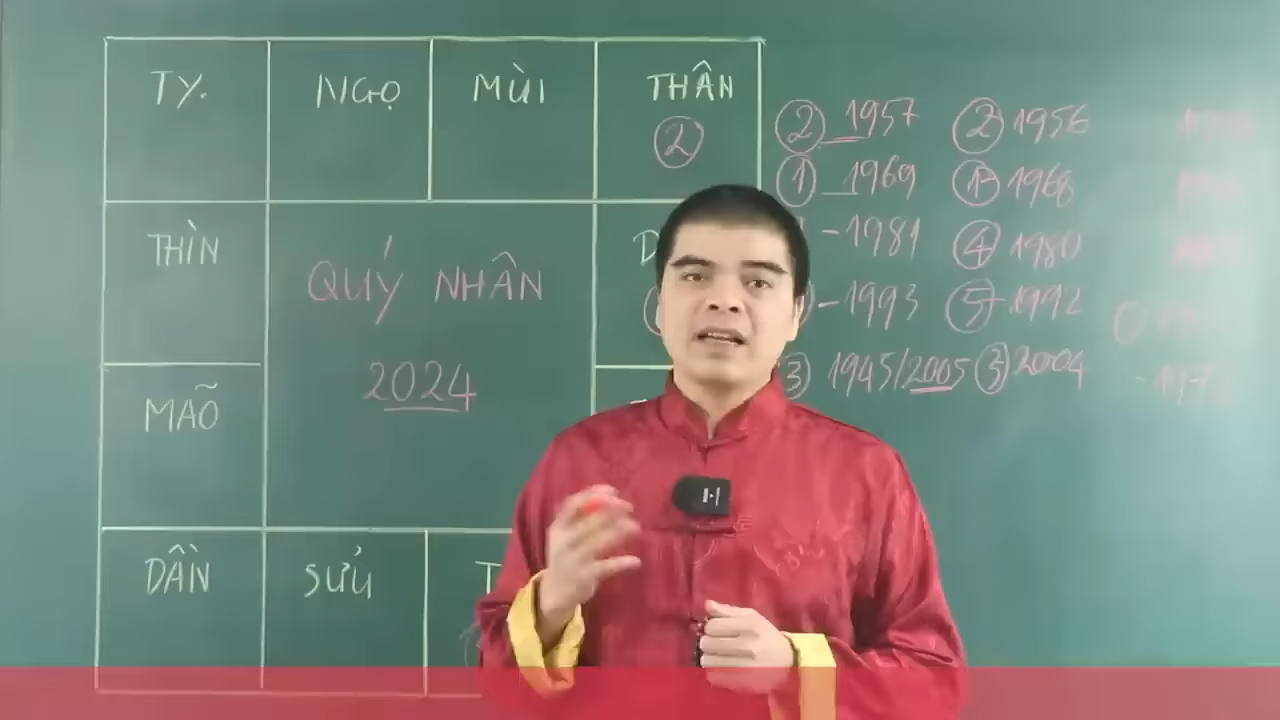 TỴ. NGỌ MÙI THÂN
②
② 1957 ② 1956
① 1969 ① 1968
- 1981 ④ 1980
- 1993 ⑤ - 1992
3 1945/2005 ③ 2004
THÌN
QUÝ NHÂN
2024
MÃO
DẦN SỬU